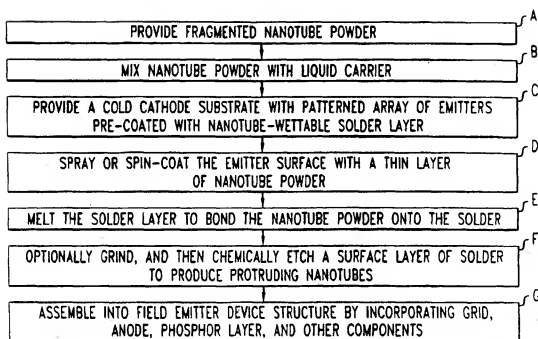 A
PROVIDE FRAGMENTED NANOTUBE POWDER
B
MIX NANOTUBE POWDER WITH LIQUID CARRIER
C
PROVIDE A COLD CATHODE SUBSTRATE WITH PATTERNED ARRAY OF EMITTERS
PRE-COATED WITH NANOTUBE-WETTABLE SOLDER LAYER
D
SPRAY OR SPIN-COAT THE EMITTER SURFACE WITH A THIN LAYER
OF NANOTUBE POWDER
E
MELT THE SOLDER LAYER TO BOND THE NANOTUBE POWDER ONTO THE SOLDER
F
OPTIONALLY GRIND, AND THEN CHEMICALLY ETCH A SURFACE LAYER OF SOLDER
TO PRODUCE PROTRUDING NANOTUBES
G
ASSEMBLE INTO FIELD EMITTER DEVICE STRUCTURE BY INCORPORATING GRID,
ANODE, PHOSPHOR LAYER, AND OTHER COMPONENTS